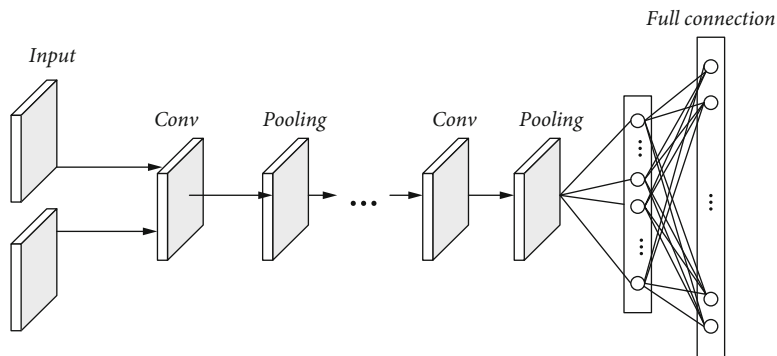 Full connection
Input
Conv
Pooling
Conv
Pooling